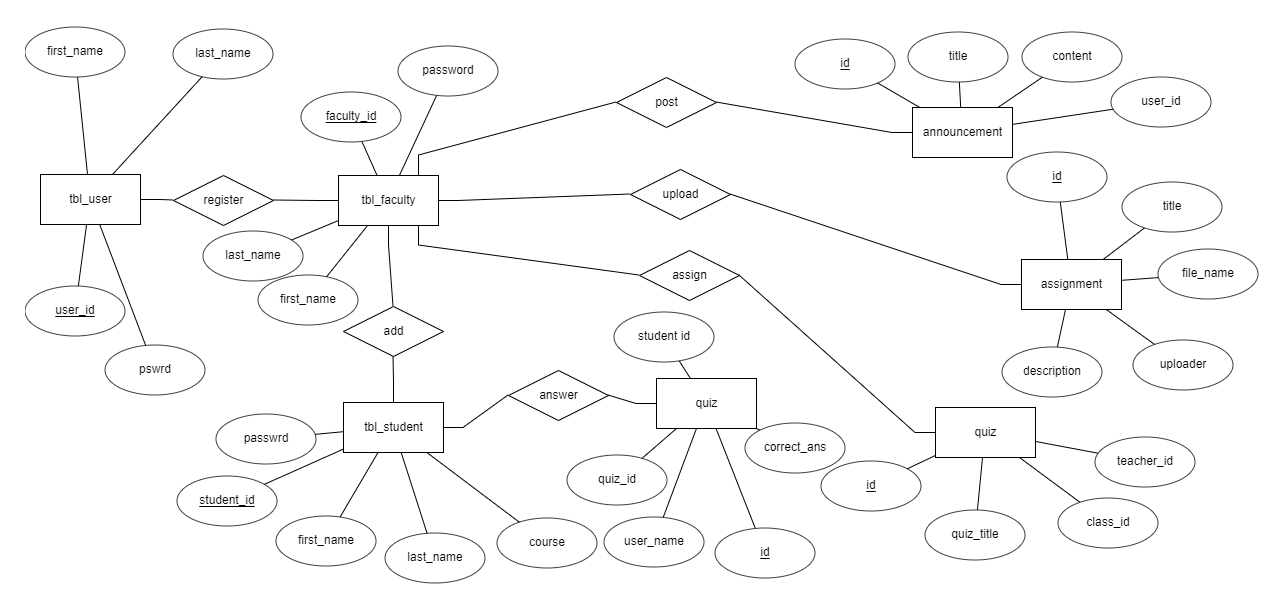 first_name
last_name
password
faculty_id
post
id
title
content
user_id
announcement
tbl_user
register
tbl_faculty
upload
id
title
last_name
first_name
assign
file_name
assignment
user_id
add
student id
description
uploader
pswrd
answer
quiz
passwrd
tbl_student
correct_ans
quiz
teacher_id
student_id
quiz_id
id
class_id
first_name
last_name
course
user_name
id
quiz_title